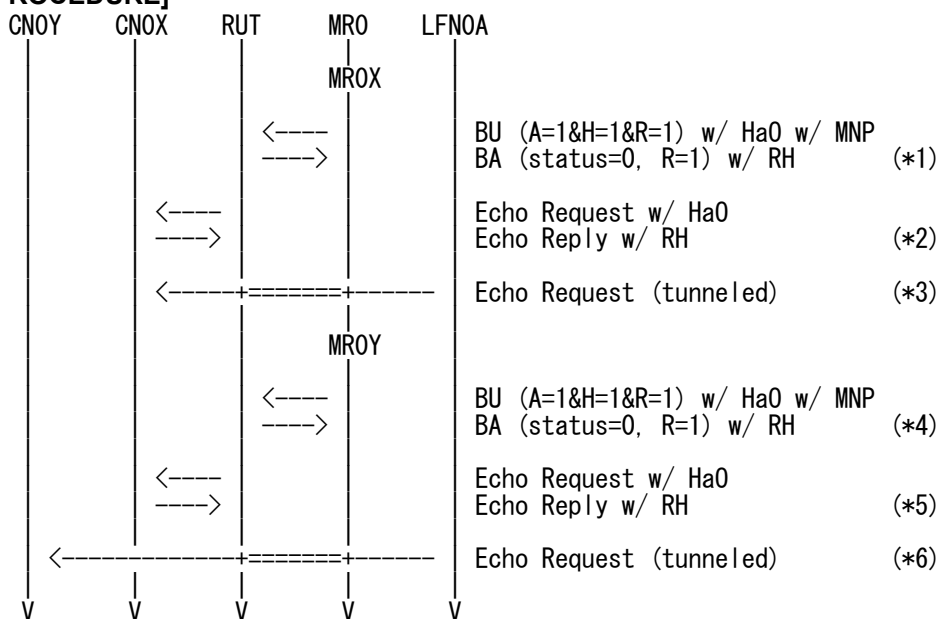 ROCEDURE]
CN0Y CN0X RUT MR0 LFN0A
MR0X
<---- BU (A=1&H=1&R=1) w/ HaO w/ MNP
----> BA (status=0, R=1) w/ RH (*1)
<---- Echo Request w/ HaO
----> Echo Reply w/ RH (*2)
<-----+======+------ Echo Request (tunneled) (*3)
MR0Y
<---- BU (A=1&H=1&R=1) w/ HaO w/ MNP
----> BA (status=0, R=1) w/ RH (*4)
<---- Echo Request w/ HaO
----> Echo Reply w/ RH (*5)
<-------------+======+------ Echo Request (tunneled) (*6)
V V V V V